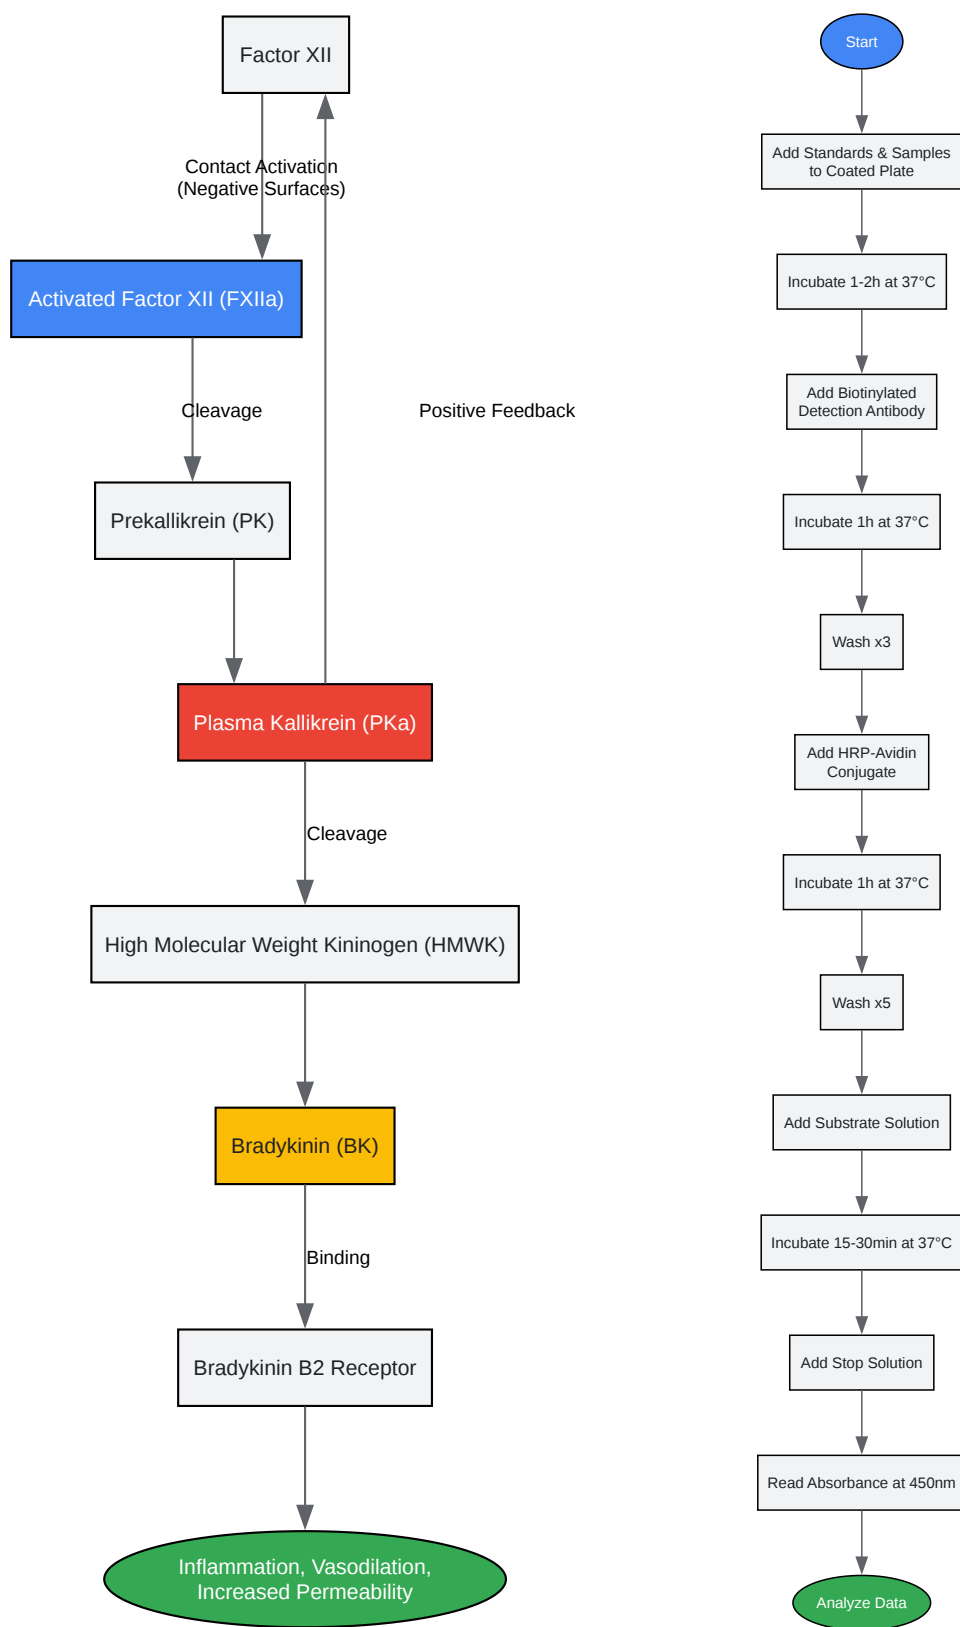 Factor XII
Contact Activation
(Negative Surfaces)
Activated Factor XII (FXIIa)
Cleavage
Positive Feedback
Prekallikrein (PK)
Plasma Kallikrein (PKa)
Cleavage
High Molecular Weight Kininogen (HMWK)
Bradykinin (BK)
Binding
Bradykinin B2 Receptor
Inflammation, Vasodilation,
Increased Permeability
Start
Add Standards & Samples
to Coated Plate
Incubate 1-2h at 37°C
Add Biotinylated
Detection Antibody
Incubate 1h at 37°C
Wash x3
Add HRP-Avidin
Conjugate
Incubate 1h at 37°C
Wash x5
Add Substrate Solution
Incubate 15-30min at 37°C
Add Stop Solution
Read Absorbance at 450nm
Analyze Data